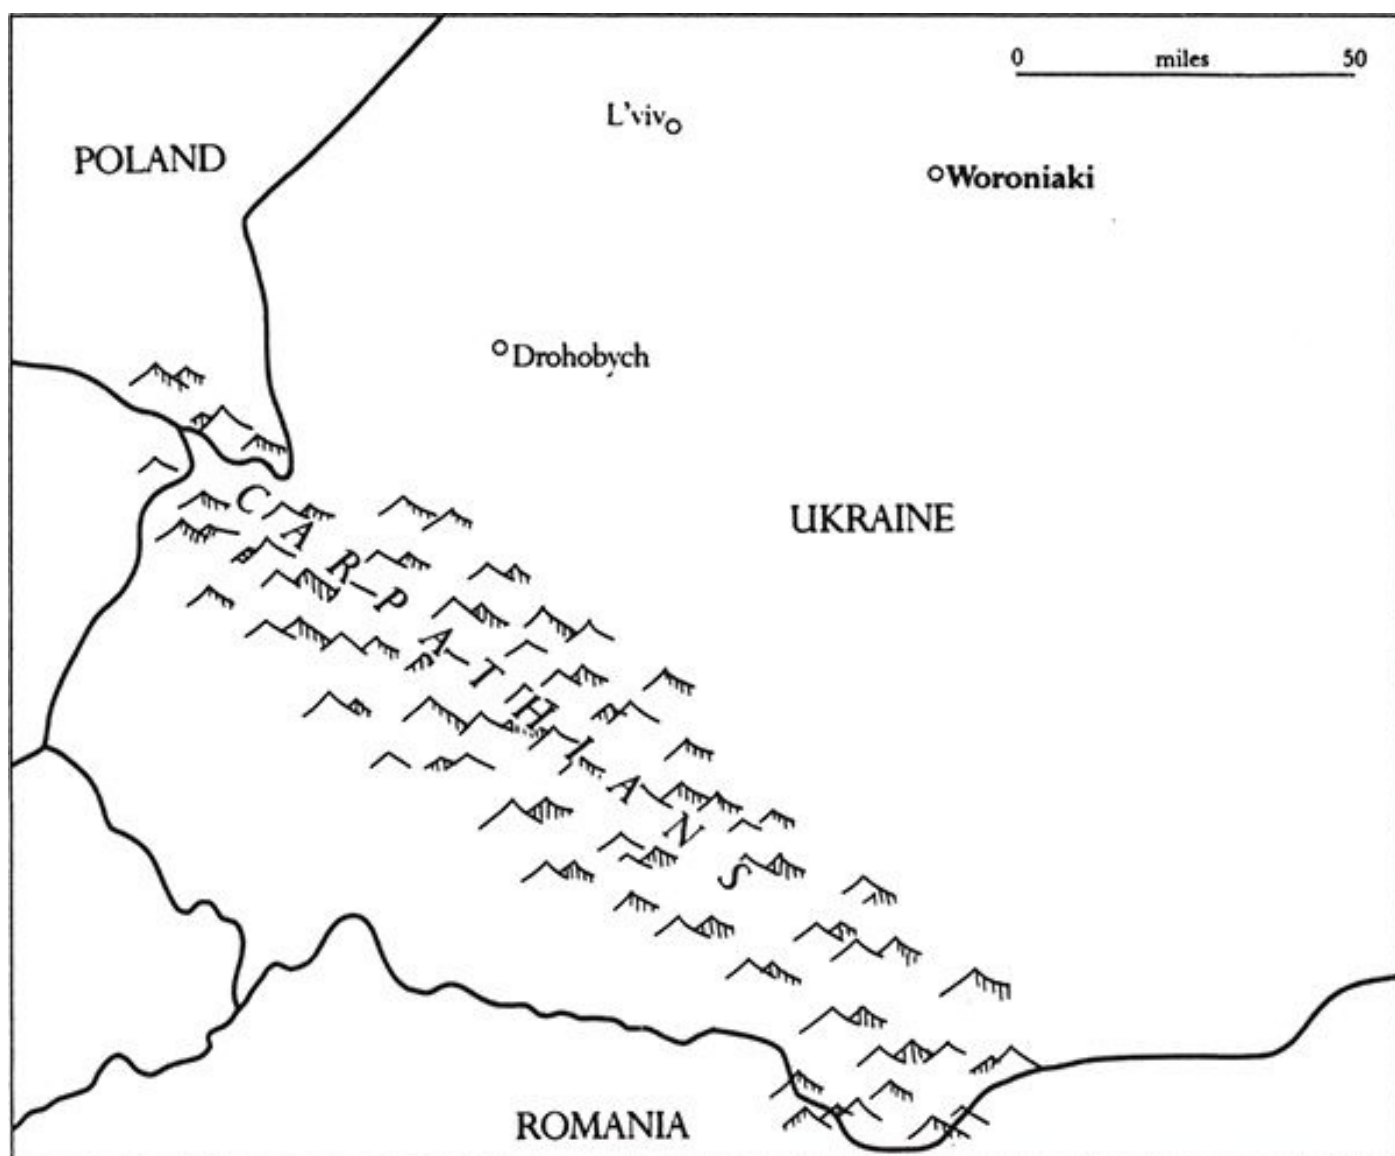 0 miles 50
L'viv
POLAND
Woroniaki
Drohobych
UKRAINE
CARPATHIANS
ROMANIA